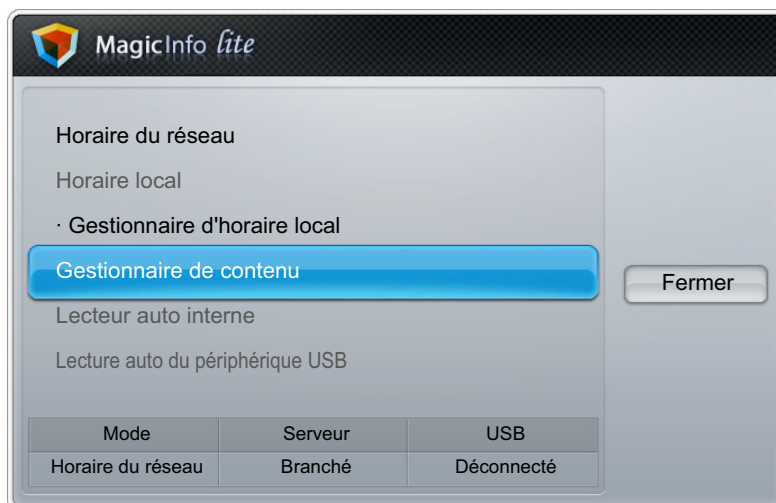 MagicInfo lite
Horaire du réseau
Horaire local
· Gestionnaire d'horaire local
Gestionnaire de contenu
Fermer
Lecteur auto interne
Lecture auto du périphérique USB
Mode Serveur USB
Horaire du réseau Branché Déconnecté